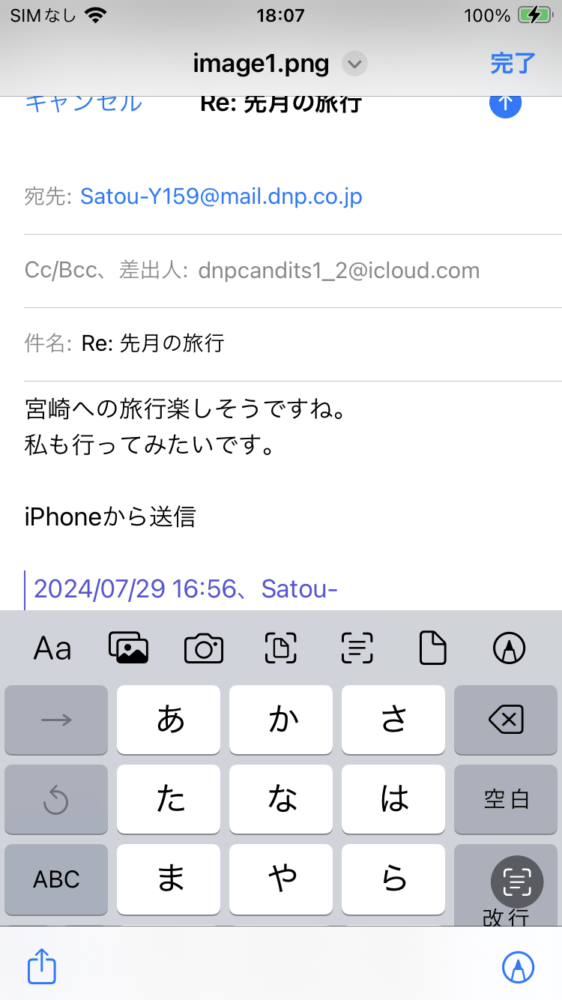 SIMなし 18:07 100%
image1.png 完了
キャンセル Re: 先月の旅行
宛先: Satou-Y159@mail.dnp.co.jp
Cc/Bcc、差出人: dnpcandits1_2@icloud.com
件名: Re: 先月の旅行
宮崎への旅行楽しそうですね。
私も行ってみたいです。
iPhoneから送信
2024/07/29 16:56、Satou-
Aa
あ か さ
た な は 空白
ABC ま や ら
改行